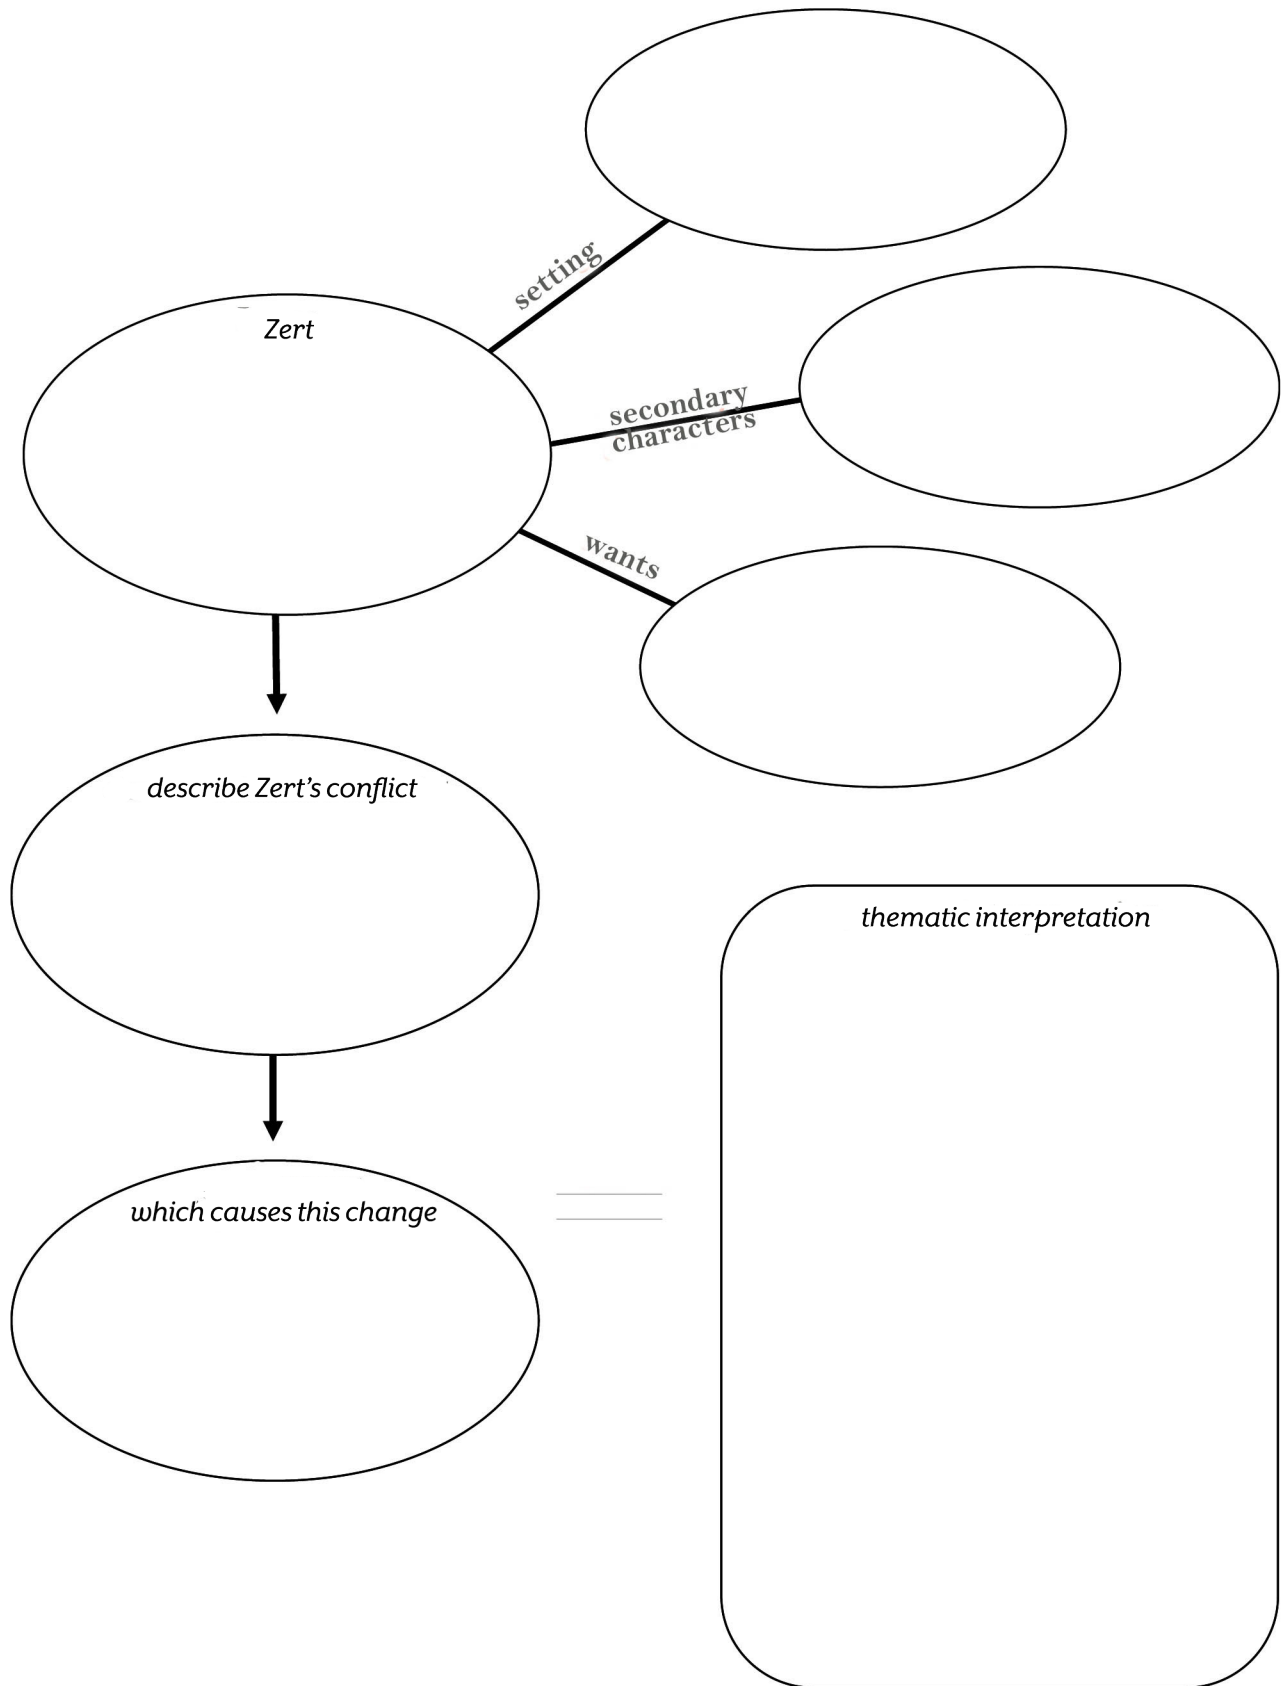 setting
Zert
secondary
characters
wants
describe Zert's conflict
thematic interpretation
which causes this change